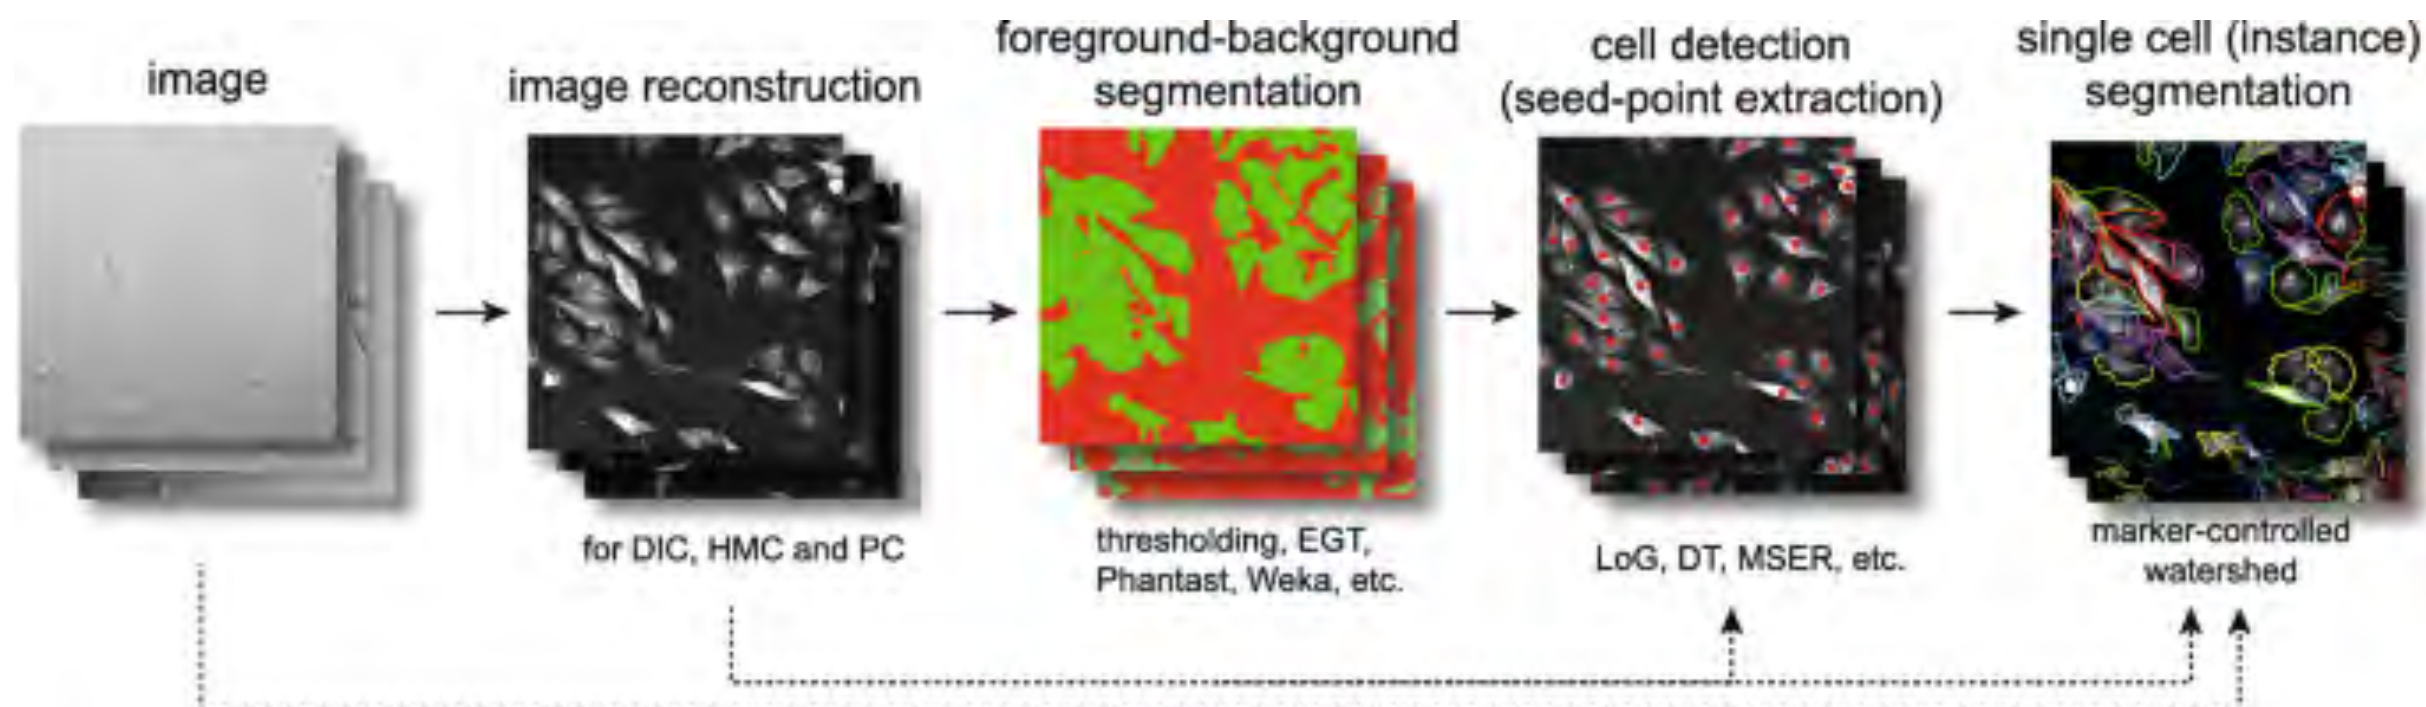 image
image reconstruction
foreground-background
segmentation
cell detection
(seed-point extraction)
single cell (instance)
segmentation
for DIC, HMC and PC
thresholding, EGT,
Phantast, Weka, etc.
LoG, DT, MSER, etc.
marker-controlled
watershed